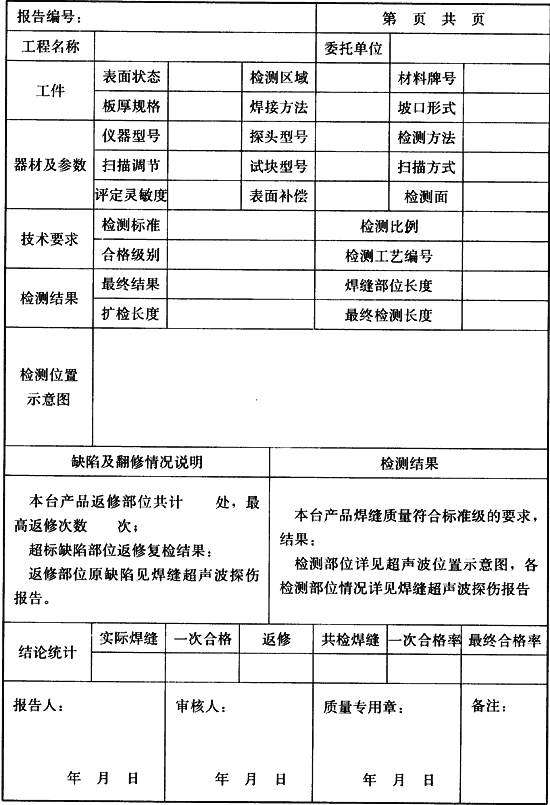 报告编号： 第 页 共 页
工程名称 委托单位
工件 表面状态 检测区域 材料牌号
板厚规格 焊接方法 坡口形式
器材及参数 仪器型号 探头型号 检测方法
扫描调节 试块型号 扫描方式
评定灵敏度 表面补偿 检测面
技术要求 检测标准 检测比例
合格级别 检测工艺编号
检测结果 最终结果 焊缝部位长度
扩检长度 最终检测长度
检测位置
示意图
缺陷及翻修情况说明 检测结果
本台产品返修部位共计 处，最
高返修次数 次；
超标缺陷部位返修复检结果：
返修部位原缺陷见焊缝超声波探伤
报告。
本台产品焊缝质量符合标准级的要求，
结果：
检测部位详见超声波位置示意图，各
检测部位情况详见焊缝超声波探伤报告
结论统计 实际焊缝 一次合格 返修 共检焊缝 一次合格率 最终合格率
报告人： 审核人： 质量专用章： 备注：
年 月 日 年 月 日 年 月 日